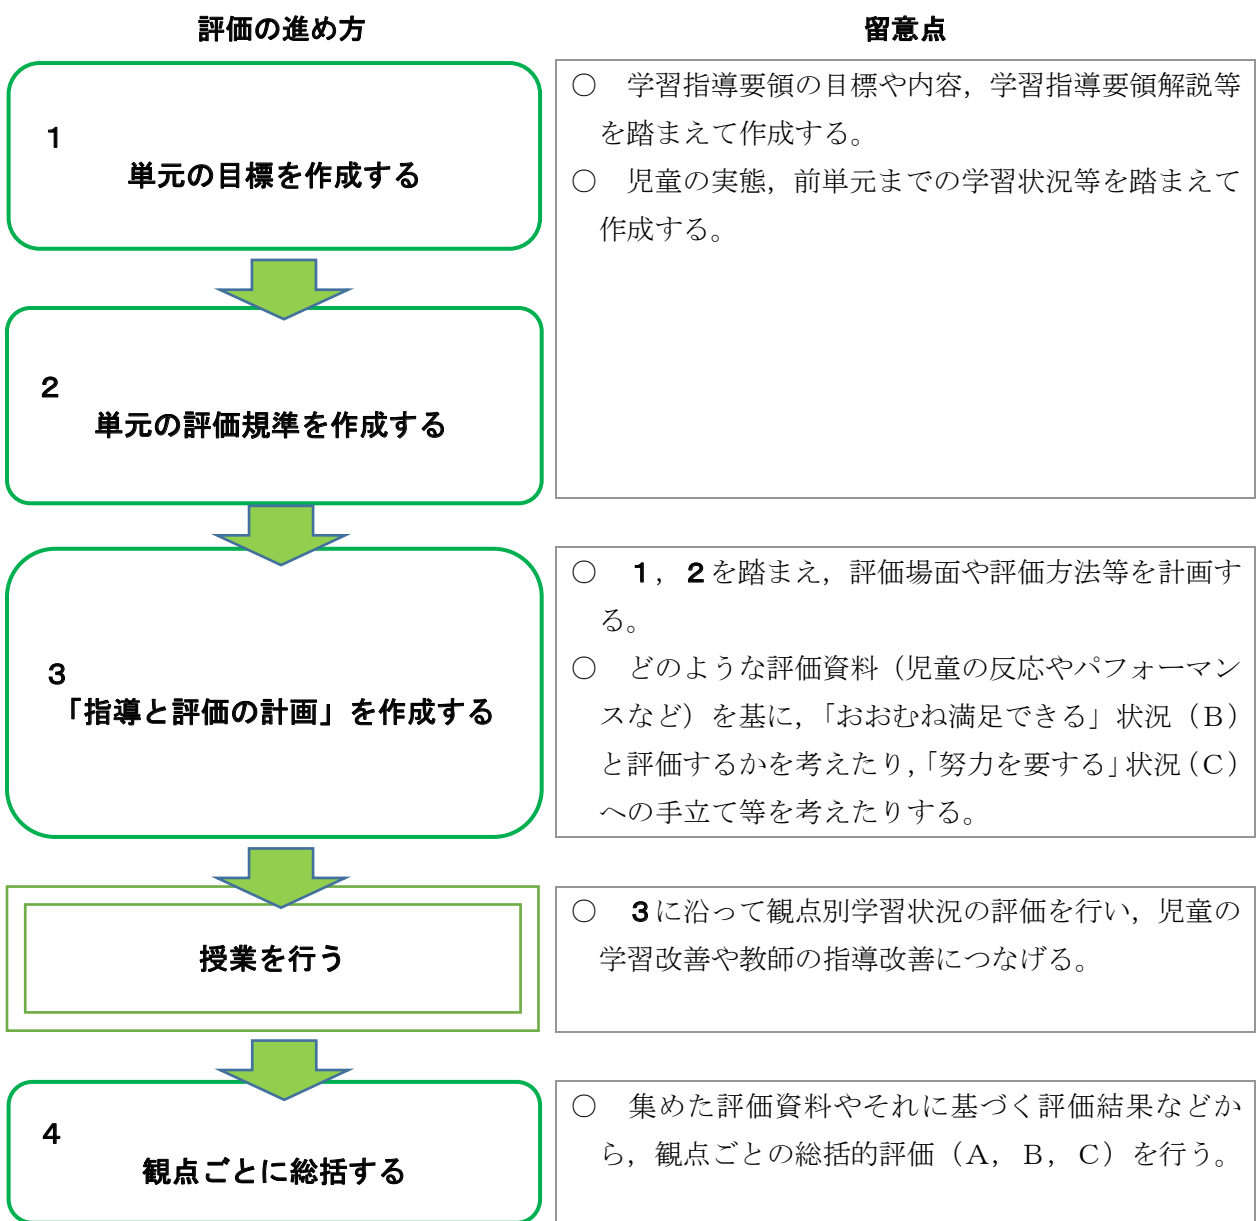 評価の進め方
留意点
1
単元の目標を作成する
○　学習指導要領の目標や内容，学習指導要領解説等
を踏まえて作成する。
○　児童の実態，前単元までの学習状況等を踏まえて
作成する。
2
単元の評価規準を作成する
3
「指導と評価の計画」を作成する
○　1，2を踏まえ，評価場面や評価方法等を計画す
る。
○　どのような評価資料（児童の反応やパフォーマン
スなど）を基に，「おおむね満足できる」状況（B）
と評価するかを考えたり，「努力を要する」状況（C）
への手立て等を考えたりする。
授業を行う
○　3に沿って観点別学習状況の評価を行い，児童の
学習改善や教師の指導改善につなげる。
4
観点ごとに総括する
○　集めた評価資料やそれに基づく評価結果などか
ら，観点ごとの総括的評価（A，B，C）を行う。